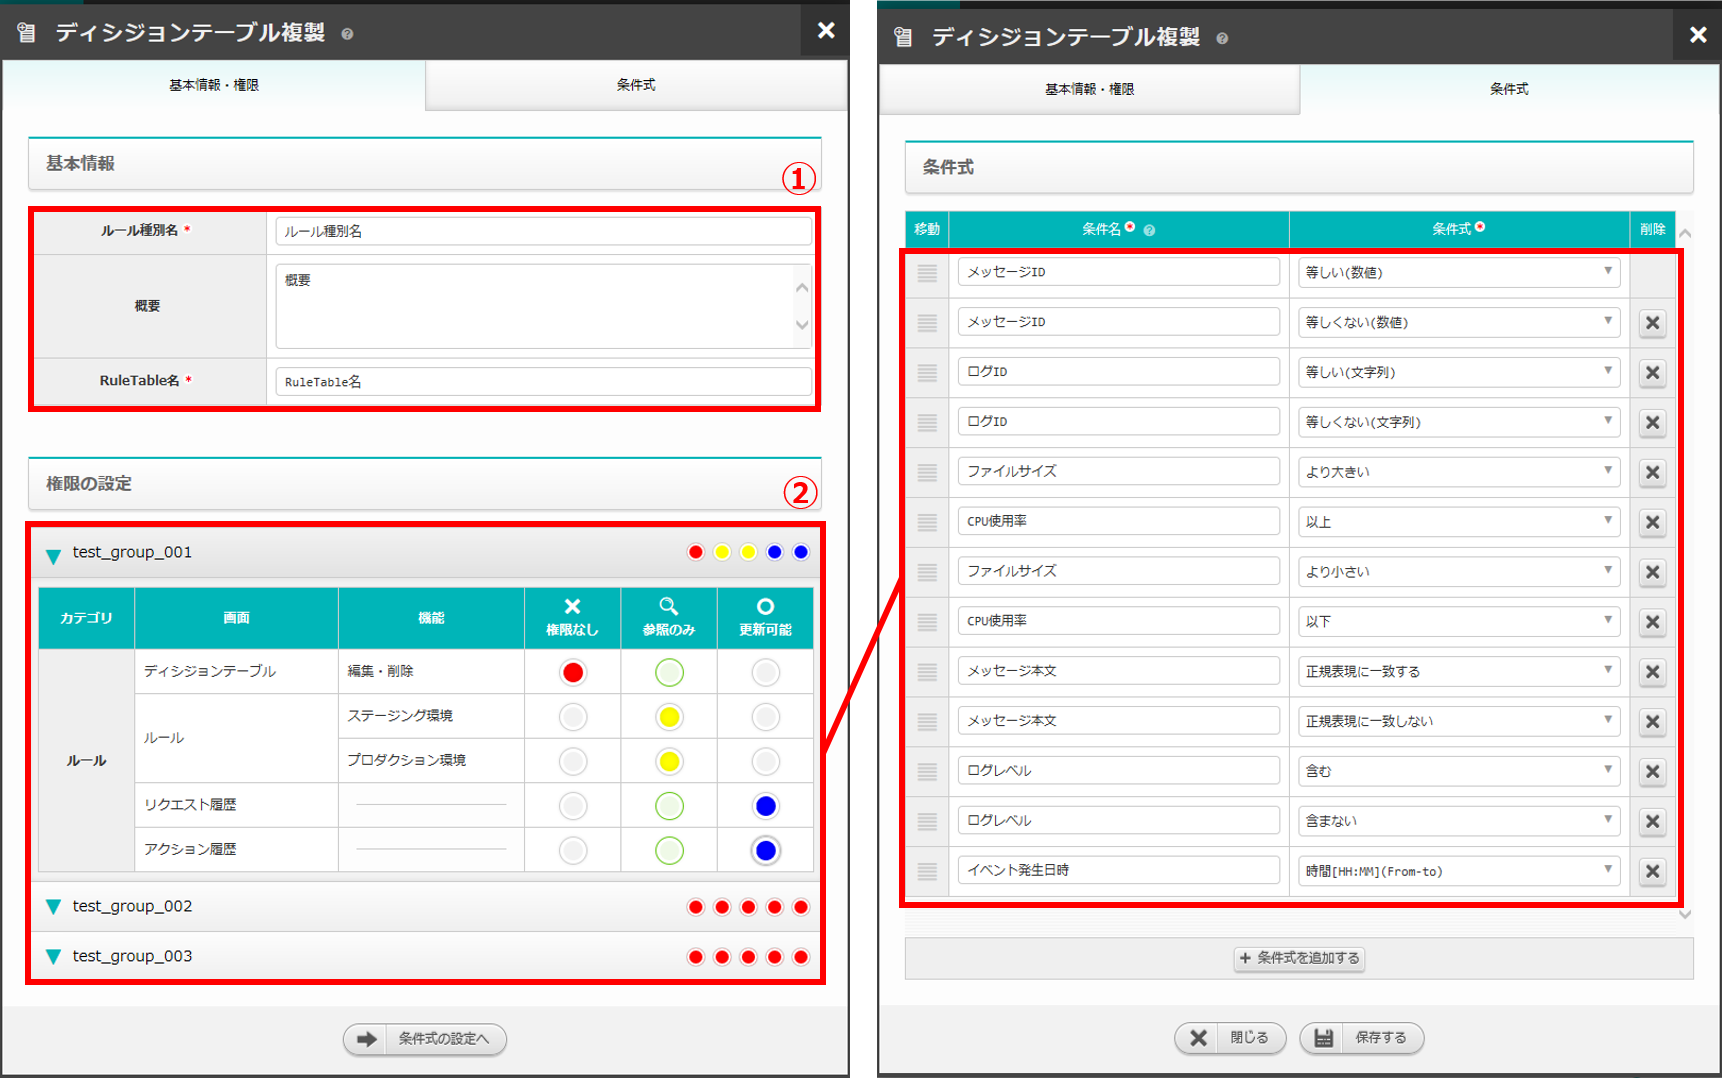 ディシジョンテーブル複製
基本情報・権限
条件式
基本情報
①
ルール種別名 *
ルール種別名
概要
概要
RuleTable名 *
RuleTable名
権限の設定
②
test_group_001
カテゴリ
画面
機能
権限なし
参照のみ
更新可能
ルール
ディシジョンテーブル
編集・削除
ルール
ステージング環境
プロダクション環境
リクエスト履歴
アクション履歴
test_group_002
test_group_003
条件式の設定へ
ディシジョンテーブル複製
基本情報・権限
条件式
条件式
移動
条件名 *
条件式 *
削除
メッセージID
等しい(数値)
メッセージID
等しくない(数値)
ログID
等しい(文字列)
ログID
等しくない(文字列)
ファイルサイズ
より大きい
CPU使用率
以上
ファイルサイズ
より小さい
CPU使用率
以下
メッセージ本文
正規表現に一致する
メッセージ本文
正規表現に一致しない
ログレベル
含む
ログレベル
含まない
イベント発生日時
時間[HH:MM](From-to)
+ 条件式を追加する
閉じる
保存する